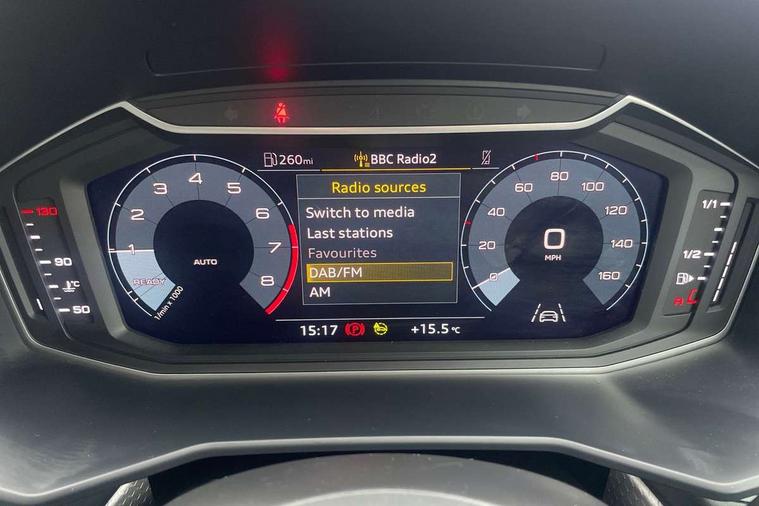 260mi
BBC Radio2
Radio sources
Switch to media
Last stations
Favourites
DAB/FM
AM
1
2
3
4
5
6
7
8
READY
AUTO
1/min x 1000
0
20
40
60
80
100
120
140
160
0
MPH
130
90
°C
50
1/1
1/2
R
15:17
P
+15.5 °C